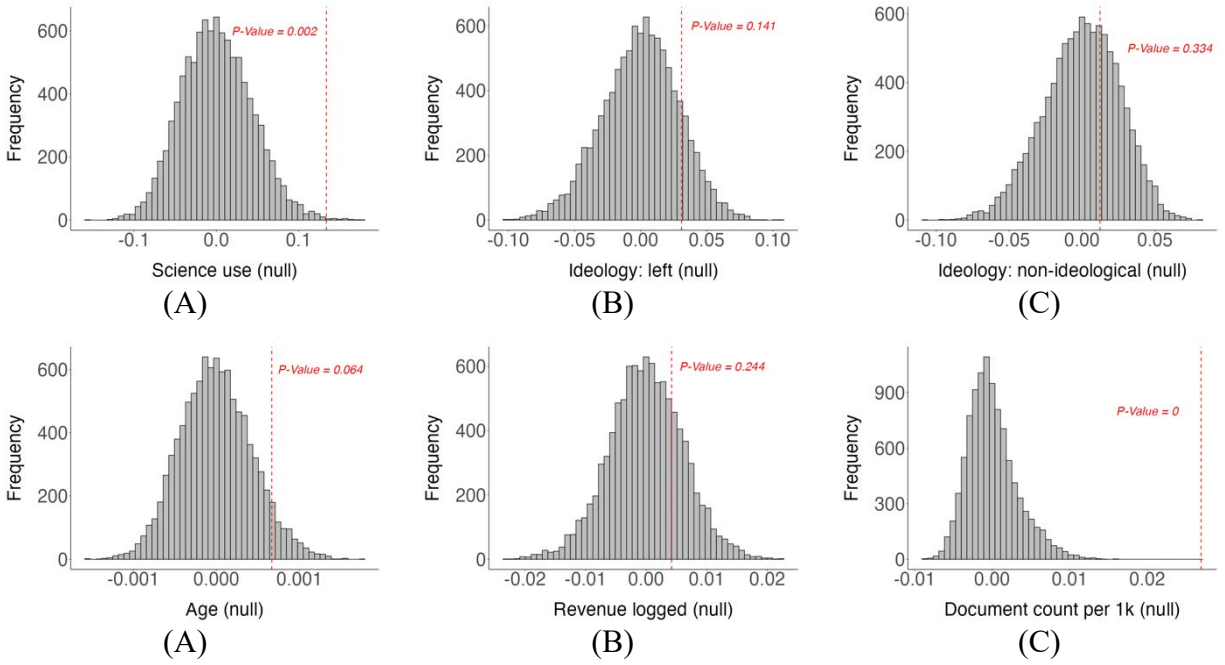 600
400
200
0
Frequency
P-Value = 0.002
-0.1
0.0
0.1
Science use (null)
(A)
600
400
200
0
Frequency
P-Value = 0.141
-0.10
-0.05
0.00
0.05
0.10
Ideology: left (null)
(B)
600
400
200
0
Frequency
P-Value = 0.334
-0.10
-0.05
0.00
0.05
Ideology: non-ideological (null)
(C)
600
400
200
0
Frequency
P-Value = 0.064
-0.001
0.000
0.001
Age (null)
(A)
600
400
200
0
Frequency
P-Value = 0.244
-0.02
-0.01
0.00
0.01
0.02
Revenue logged (null)
(B)
900
600
300
0
Frequency
P-Value = 0
-0.01
0.00
0.01
0.02
Document count per 1k (null)
(C)